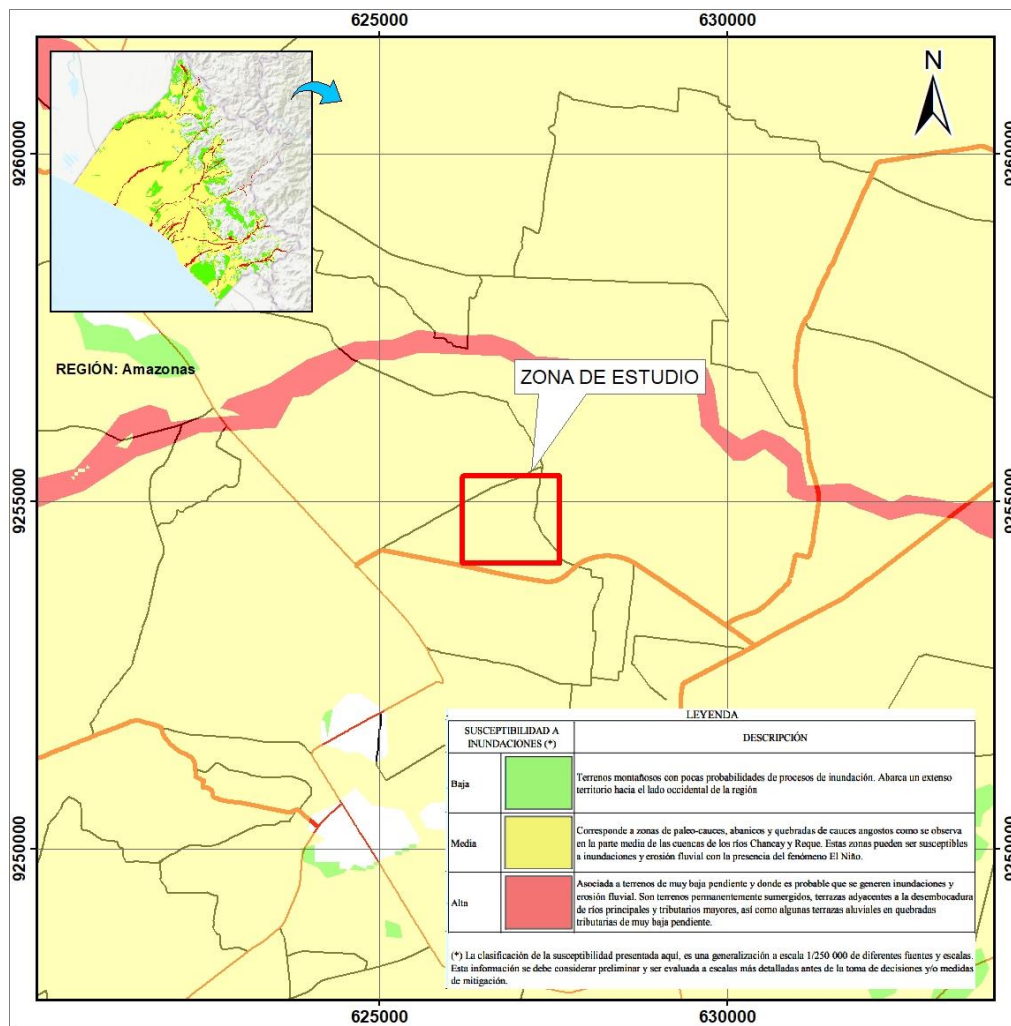 625000 630000
N
9260000 9260000
REGIÓN: Amazonas
ZONA DE ESTUDIO
9255000 9255000
LEYENDA
SUSCEPTIBILIDAD A
INUNDACIONES (*)
DESCRIPCIÓN
Baja
Terrenos montañosos con pocas probabilidades de procesos de inundación. Abarca un extenso
territorio hacia el lado occidental de la región
Media
Corresponde a zonas de paleo-cauces, abanicos y quebradas de cauces angostos como se observa
en la parte media de las cuencas de los ríos Chancay y Reque. Estas zonas pueden ser susceptibles
a inundaciones y erosión fluvial con la presencia del fenómeno El Niño.
Alta
Asociada a terrenos de muy baja pendiente y donde es probable que se generen inundaciones y
erosión fluvial. Son terrenos permanentemente sumergidos, terrazas adyacentes a la desembocadura
de ríos principales y tributarios mayores, así como algunas terrazas aluviales en quebradas
tributarias de muy baja pendiente.
9250000 9250000
(*) La clasificación de la susceptibilidad presentada aquí, es una generalización a escala 1/250 000 de diferentes fuentes y escalas.
Esta información se debe considerar preliminar y ser evaluada a escalas más detalladas antes de la toma de decisiones y/o medidas
de mitigación.
625000 630000